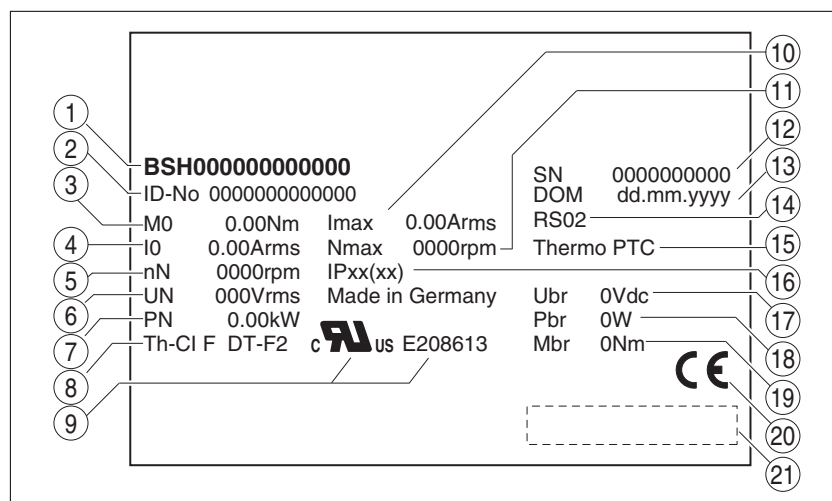 1
2
3
4
5
6
7
8
9
10
11
12
13
14
15
16
17
18
19
20
21
BSH000000000000
ID-No 0000000000000
M0 0.00Nm
I0 0.00Arms
nN 0000rpm
UN 000Vrms
PN 0.00kW
Th-CI F DT-F2
Imax 0.00Arms
Nmax 0000rpm
IPxx(xx)
Made in Germany
c RU US E208613
SN 0000000000
DOM dd.mm.yyyy
RS02
Thermo PTC
Ubr 0Vdc
Pbr 0W
Mbr 0Nm
CE